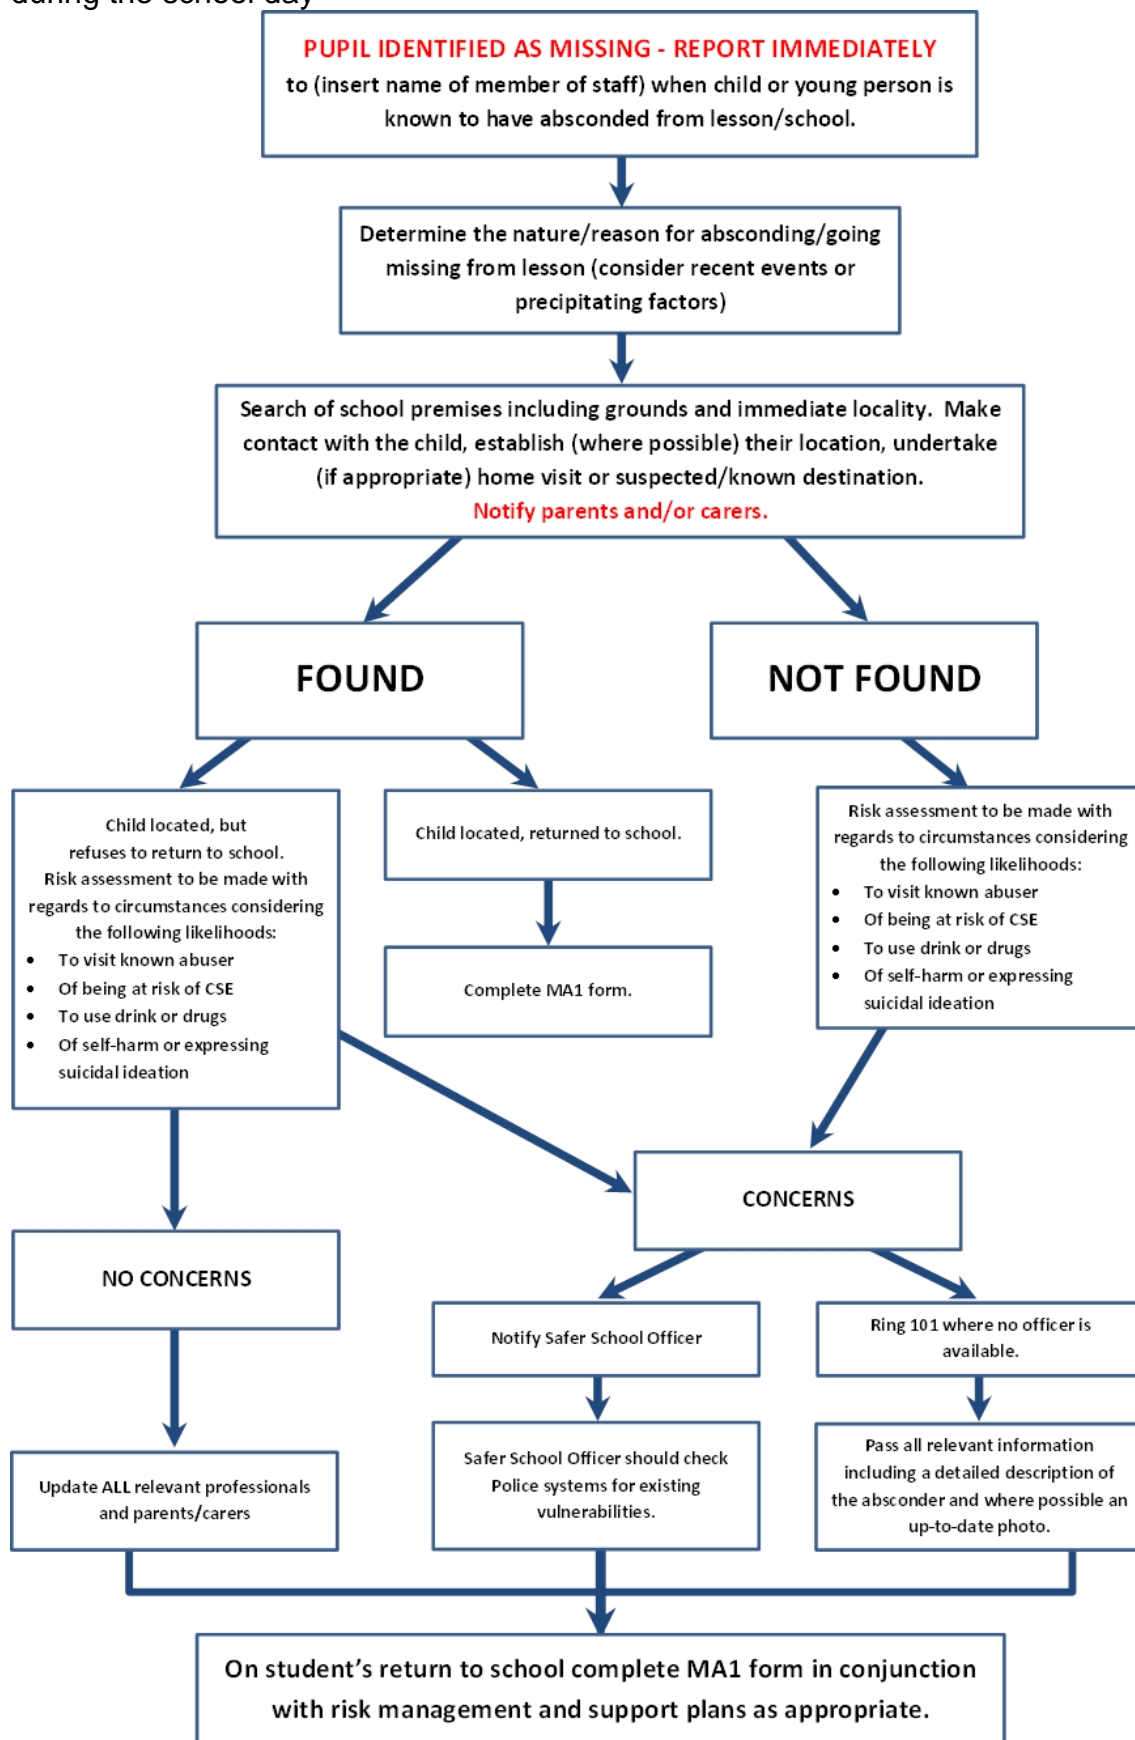 during the school day
PUPIL IDENTIFIED AS MISSING - REPORT IMMEDIATELY
to (insert name of member of staff) when child or young person is
known to have absconded from lesson/school.
Determine the nature/reason for absconding/going
missing from lesson (consider recent events or
precipitating factors)
Search of school premises including grounds and immediate locality.  Make
contact with the child, establish (where possible) their location, undertake
(if appropriate) home visit or suspected/known destination.
Notify parents and/or carers.
FOUND
NOT FOUND
Child located, but
refuses to return to school.
Risk assessment to be made with
regards to circumstances considering
the following likelihoods:
• To visit known abuser
• Of being at risk of CSE
• To use drink or drugs
• Of self-harm or expressing
suicidal ideation
Child located, returned to school.
Complete MA1 form.
Risk assessment to be made with
regards to circumstances considering
the following likelihoods:
• To visit known abuser
• Of being at risk of CSE
• To use drink or drugs
• Of self-harm or expressing
suicidal ideation
CONCERNS
NO CONCERNS
Notify Safer School Officer
Ring 101 where no officer is
available.
Update ALL relevant professionals
and parents/carers
Safer School Officer should check
Police systems for existing
vulnerabilities.
Pass all relevant information
including a detailed description of
the absconder and where possible an
up-to-date photo.
On student’s return to school complete MA1 form in conjunction
with risk management and support plans as appropriate.